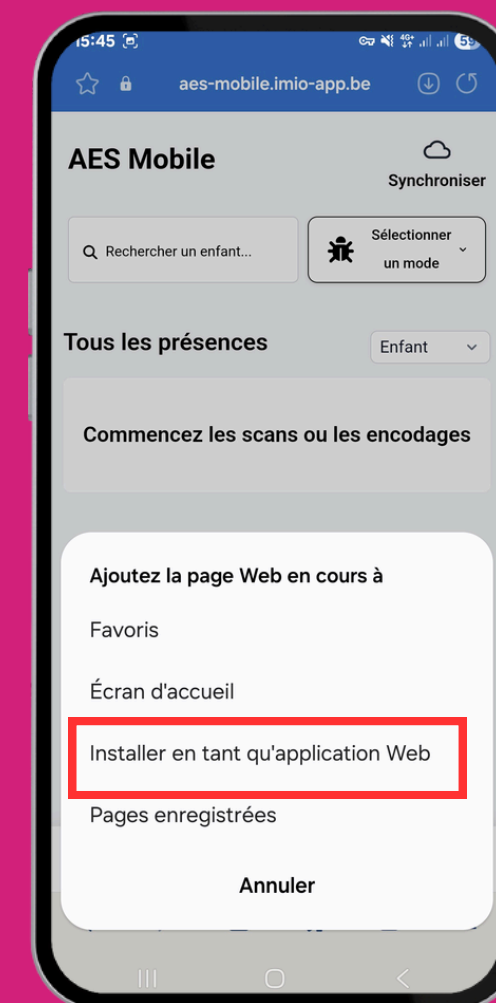 15:45
4G+
59
aes-mobile.imio-app.be
AES Mobile
Synchroniser
Rechercher un enfant...
Sélectionner
un mode
Tous les présences
Enfant
Commencez les scans ou les encodages
Ajoutez la page Web en cours à
Favoris
Écran d'accueil
Installer en tant qu'application Web
Pages enregistrées
Annuler